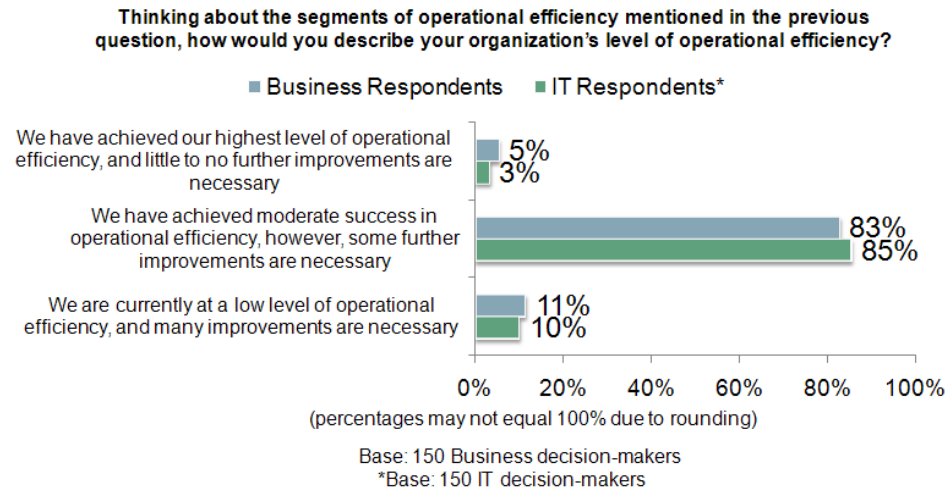 Thinking about the segments of operational efficiency mentioned in the previous
question, how would you describe your organization’s level of operational efficiency?
Business Respondents IT Respondents*
We have achieved our highest level of operational
efficiency, and little to no further improvements are
necessary
5%
3%
We have achieved moderate success in
operational efficiency, however, some further
improvements are necessary
83%
85%
We are currently at a low level of operational
efficiency, and many improvements are necessary
11%
10%
0% 20% 40% 60% 80% 100%
(percentages may not equal 100% due to rounding)
Base: 150 Business decision-makers
*Base: 150 IT decision-makers